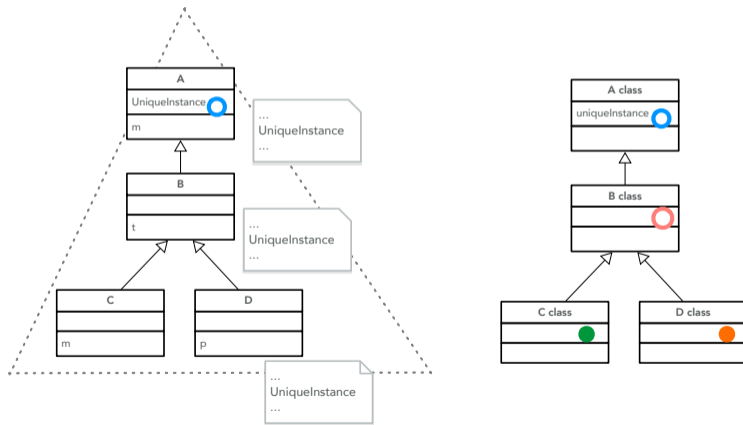 A
UniqueInstance
m
...
UniqueInstance
...
B
t
...
UniqueInstance
...
C
m
D
p
...
UniqueInstance
...
A class
uniqueInstance
B class
C class
D class